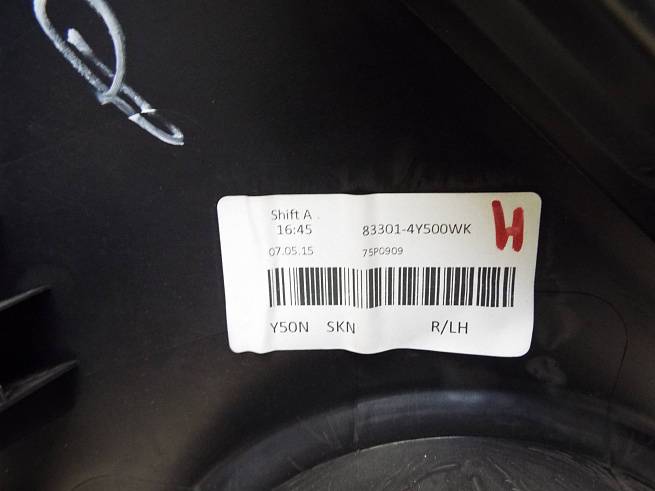 Shift A
16:45 83301-4Y500WK H
07.05.15 75P0909
Y50N SKN R/LH